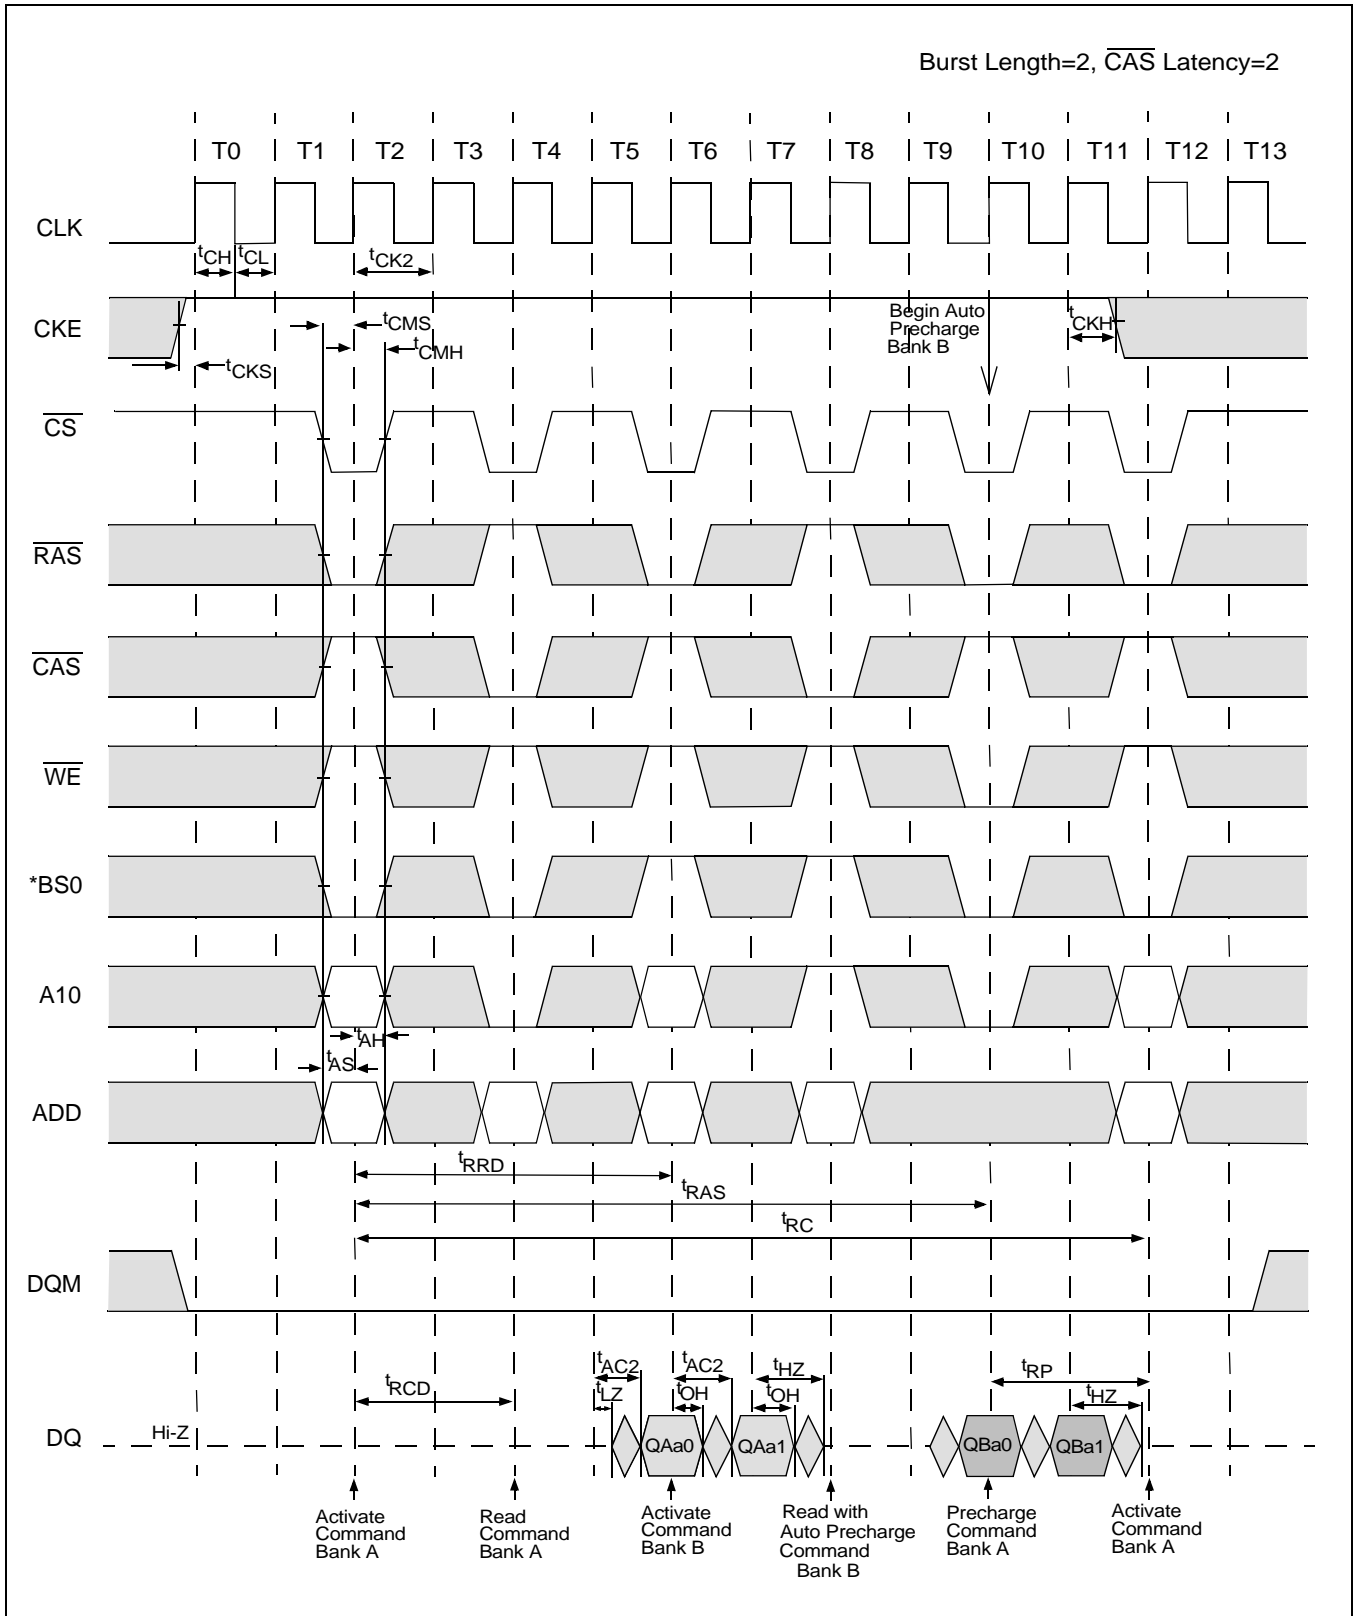 Burst Length=2, CAS Latency=2
T0 T1 T2 T3 T4 T5 T6 T7 T8 T9 T10 T11 T12 T13
CLK
tCH tCL tCK2
CKE
tCMS
tCMH
tCKS
Begin Auto
Precharge
Bank B
tCKH
CS
RAS
CAS
WE
*BS0
A10
tAH
tAS
ADD
tRRD
tRAS
tRC
DQM
tRCD
tAC2 tAC2 tHZ tRP
tLZ tOH tOH tHZ
DQ
Hi-Z
QAa0 QAa1 QBa0 QBa1
Activate
Command
Bank A
Read
Command
Bank A
Activate
Command
Bank B
Read with
Auto Precharge
Command
Bank B
Precharge
Command
Bank A
Activate
Command
Bank A